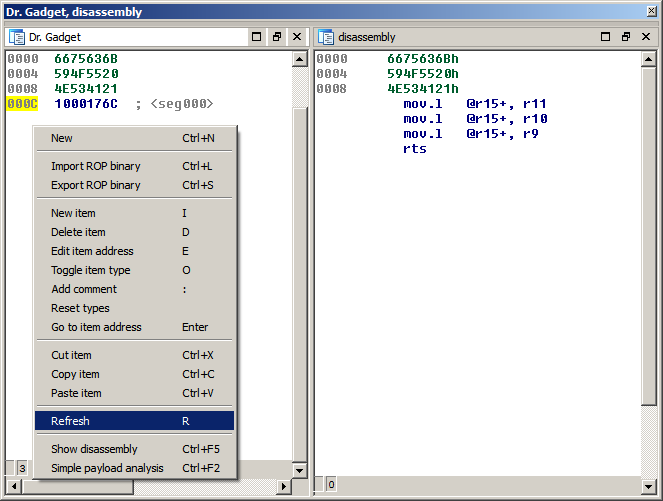 Dr. Gadget, disassembly
Dr. Gadget
0000 6675636B
0004 594F5520
0008 4E534121
000C 1000176C ; <seg000>
New Ctrl+N
Import ROP binary Ctrl+L
Export ROP binary Ctrl+S
New item I
Delete item D
Edit item address E
Toggle item type O
Add comment :
Reset types
Go to item address Enter
Cut item Ctrl+X
Copy item Ctrl+C
Paste item Ctrl+V
Refresh R
Show disassembly Ctrl+F5
Simple payload analysis Ctrl+F2
3
disassembly
0000 6675636Bh
0004 594F5520h
0008 4E534121h
mov.l @r15+, r11
mov.l @r15+, r10
mov.l @r15+, r9
rts
0